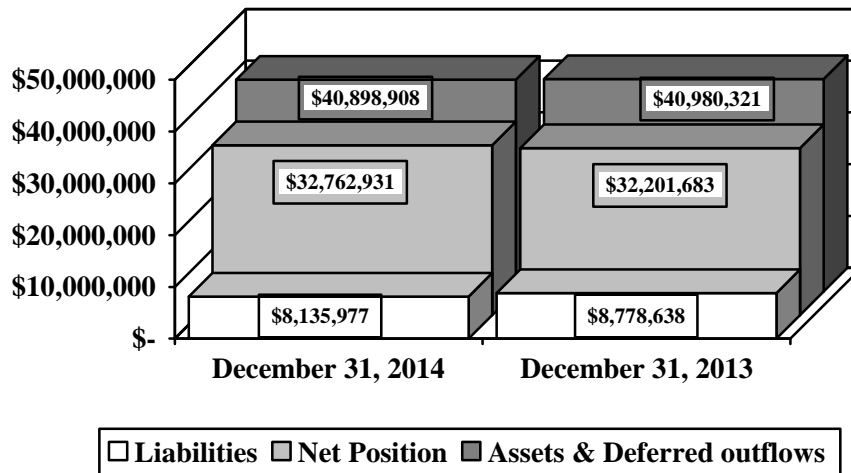 $50,000,000
$40,000,000
$30,000,000
$20,000,000
$10,000,000
$-
$40,898,908
$40,980,321
$32,762,931
$32,201,683
$8,135,977
$8,778,638
December 31, 2014
December 31, 2013
Liabilities
Net Position
Assets & Deferred outflows